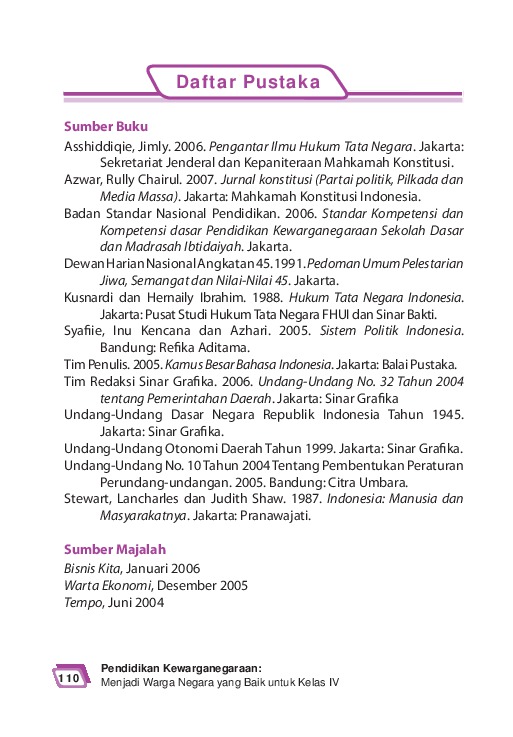 Daftar Pustaka
Sumber Buku
Asshiddiqie, Jimly. 2006. Pengantar Ilmu Hukum Tata Negara. Jakarta:
Sekretariat Jenderal dan Kepaniteraan Mahkamah Konstitusi.
Azwar, Rully Chairul. 2007. Jurnal konstitusi (Partai politik, Pilkada dan
Media Massa). Jakarta: Mahkamah Konstitusi Indonesia.
Badan Standar Nasional Pendidikan. 2006. Standar Kompetensi dan
Kompetensi dasar Pendidikan Kewarganegaraan Sekolah Dasar
dan Madrasah Ibtidaiyah. Jakarta.
Dewan Harian Nasional Angkatan 45. 1991. Pedoman Umum Pelestarian
Jiwa, Semangat dan Nilai-Nilai 45. Jakarta.
Kusnardi dan Hernaily Ibrahim. 1988. Hukum Tata Negara Indonesia.
Jakarta: Pusat Studi Hukum Tata Negara FHUI dan Sinar Bakti.
Syafiie, Inu Kencana dan Azhari. 2005. Sistem Politik Indonesia.
Bandung: Refika Aditama.
Tim Penulis. 2005. Kamus Besar Bahasa Indonesia. Jakarta: Balai Pustaka.
Tim Redaksi Sinar Grafika. 2006. Undang-Undang No. 32 Tahun 2004
tentang Pemerintahan Daerah. Jakarta: Sinar Grafika
Undang-Undang Dasar Negara Republik Indonesia Tahun 1945.
Jakarta: Sinar Grafika.
Undang-Undang Otonomi Daerah Tahun 1999. Jakarta: Sinar Grafika.
Undang-Undang No. 10 Tahun 2004 Tentang Pembentukan Peraturan
Perundang-undangan. 2005. Bandung: Citra Umbara.
Stewart, Lancharles dan Judith Shaw. 1987. Indonesia: Manusia dan
Masyarakatnya. Jakarta: Pranawajati.
Sumber Majalah
Bisnis Kita, Januari 2006
Warta Ekonomi, Desember 2005
Tempo, Juni 2004
110
Pendidikan Kewarganegaraan:
Menjadi Warga Negara yang Baik untuk Kelas IV